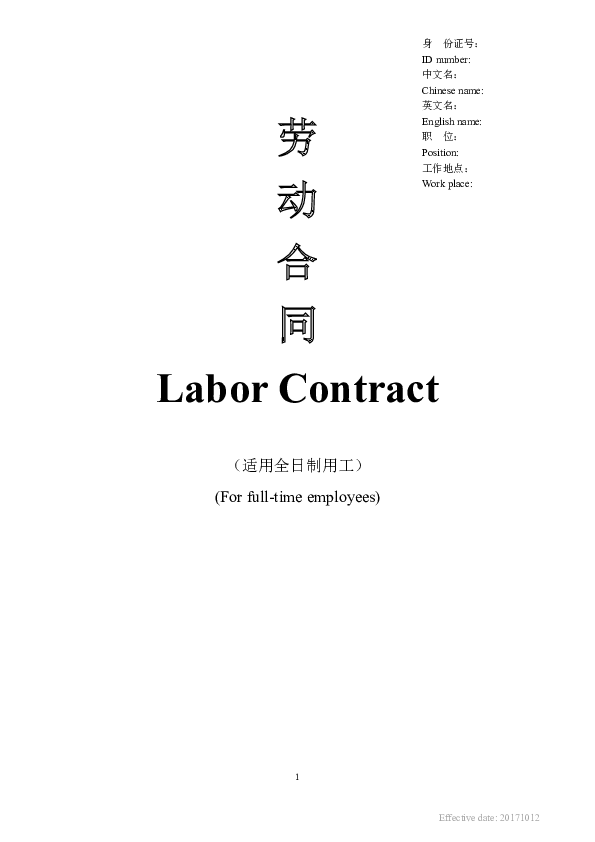 身　份证号：
ID number:
中文名：
Chinese name:
英文名：
English name:
职　位：
Position:
工作地点：
Work place:
劳
动
合
同
Labor Contract
（适用全日制用工）
(For full-time employees)
1
Effective date: 20171012